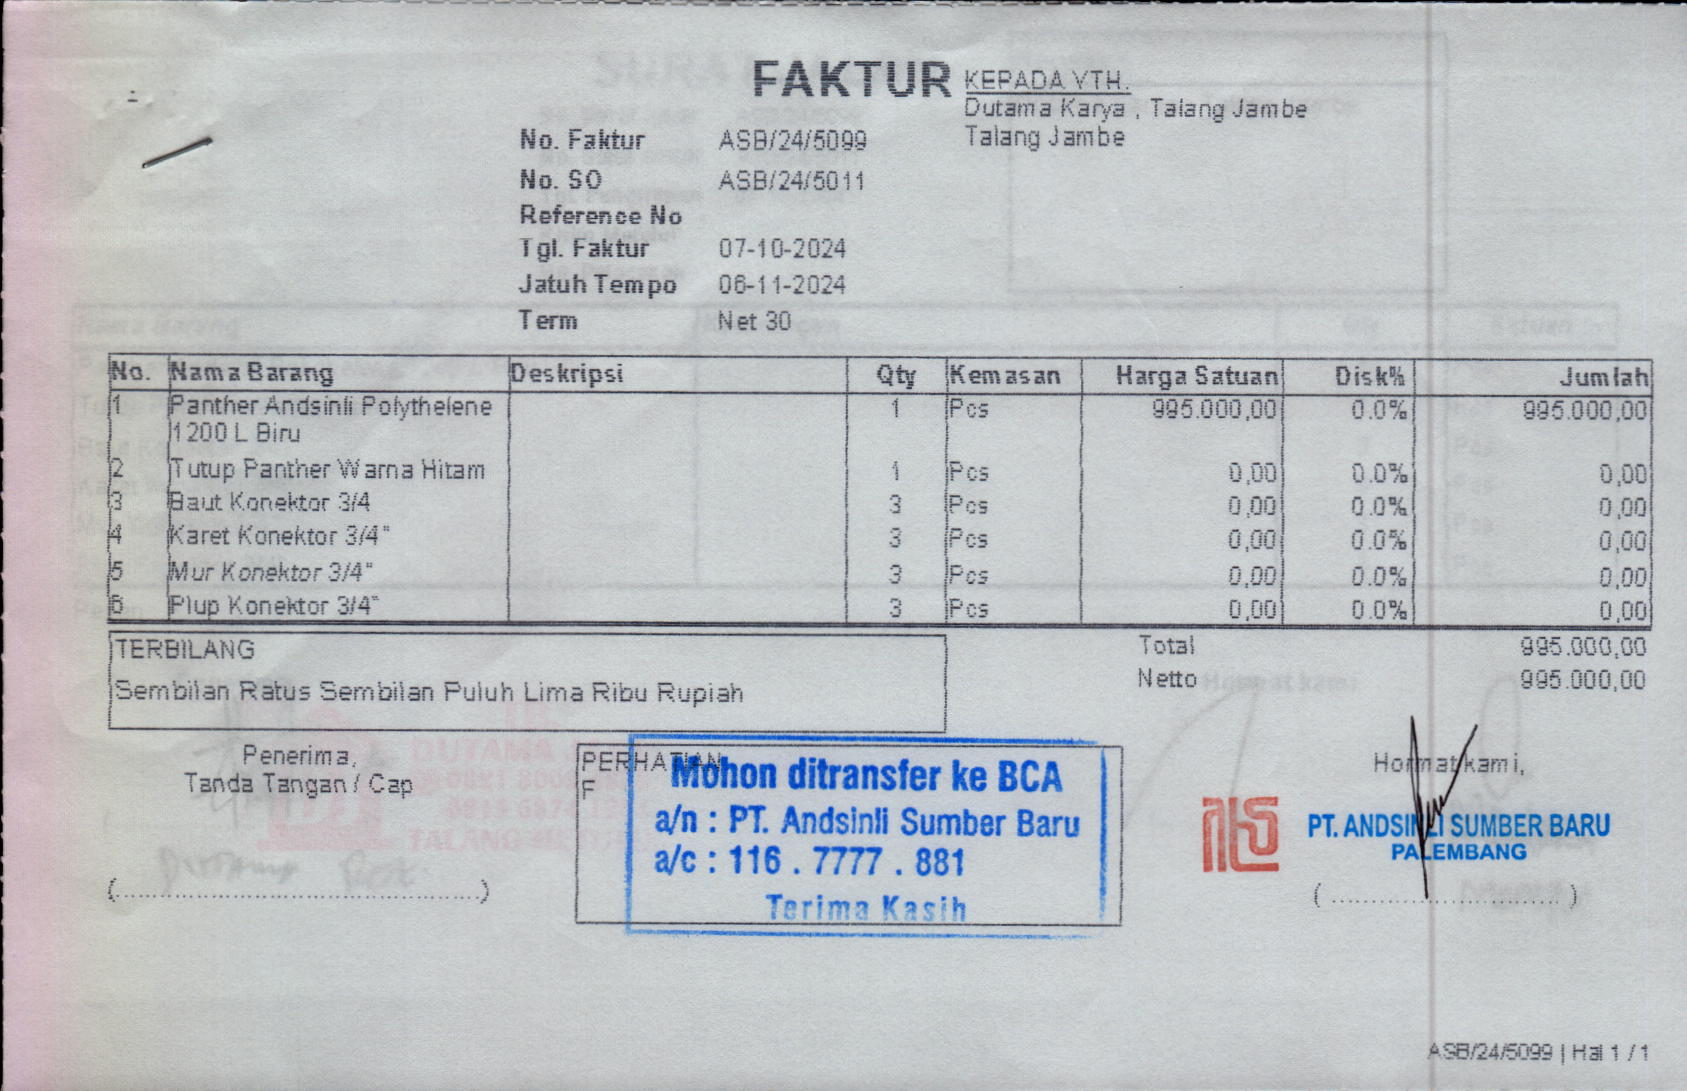 FAKTUR
KEPADA YTH.
Dutama Karya , Talang Jambe
Talang Jambe
No. Faktur ASB/24/5099
No. SO ASB/24/5011
Reference No
Tgl. Faktur 07-10-2024
Jatuh Tempo 06-11-2024
Term Net 30
No. Nama Barang Deskripsi Qty Kemasan Harga Satuan Disk% Jumlah
1 Panther Andsinli Polythelene 1 Pcs 995.000,00 0.0% 995.000,00
1200 L Biru
2 Tutup Panther Warna Hitam 1 Pcs 0,00 0.0% 0,00
3 Baut Konektor 3/4 3 Pcs 0,00 0.0% 0,00
4 Karet Konektor 3/4" 3 Pcs 0,00 0.0% 0,00
5 Mur Konektor 3/4" 3 Pcs 0,00 0.0% 0,00
6 Plup Konektor 3/4" 3 Pcs 0,00 0.0% 0,00
TERBILANG
Sembilan Ratus Sembilan Puluh Lima Ribu Rupiah
Total 995.000,00
Netto 995.000,00
Penerima,
Tanda Tangan / Cap
(..............................................)
PERHATIAN
F
Mohon ditransfer ke BCA
a/n : PT. Andsinli Sumber Baru
a/c : 116 . 7777 . 881
Terima Kasih
Hormat kami,
PT. ANDSINLI SUMBER BARU
PALEMBANG
( ............................ )
ASB/24/5099 | Hal 1 / 1